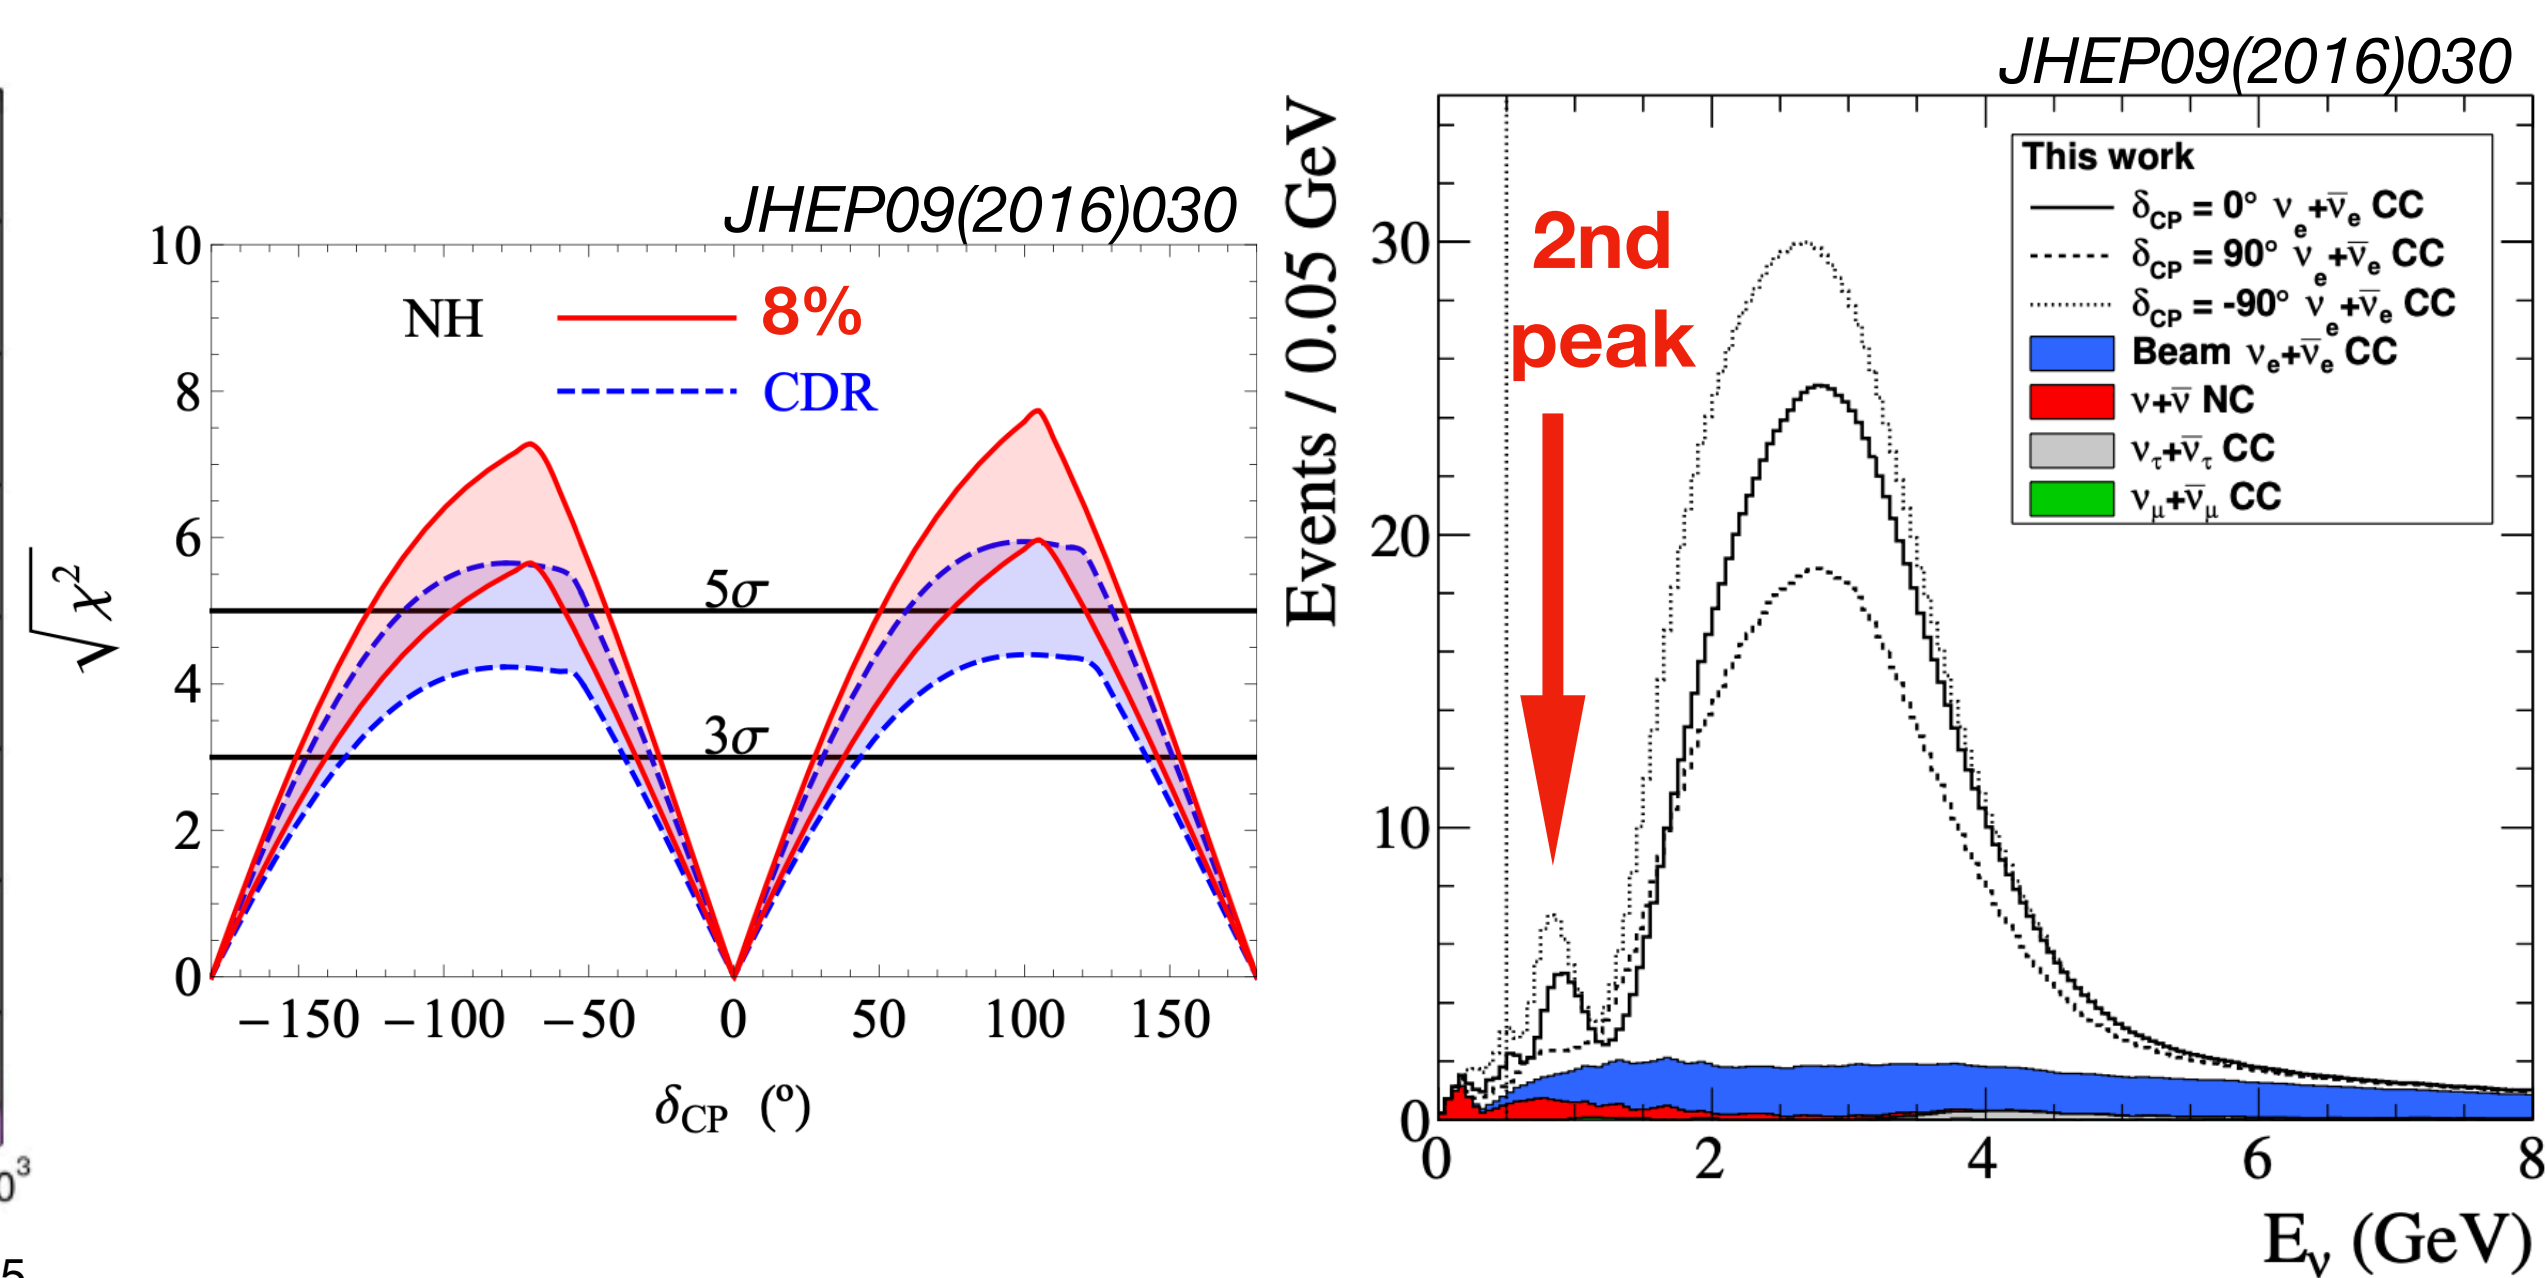 JHEP09(2016)030
10
8
6
4
2
0
√χ²
NH
8%
CDR
5σ
3σ
−150 −100 −50 0 50 100 150
δCP (º)
03
5
JHEP09(2016)030
Events / 0.05 GeV
30
20
10
0
2nd
peak
This work
δCP = 0° νe+ν̅e CC
δCP = 90° νe+ν̅e CC
δCP = -90° νe+ν̅e CC
Beam νe+ν̅e CC
ν+ν̅ NC
ντ+ν̅τ CC
νμ+ν̅μ CC
0 2 4 6 8
Eν (GeV)